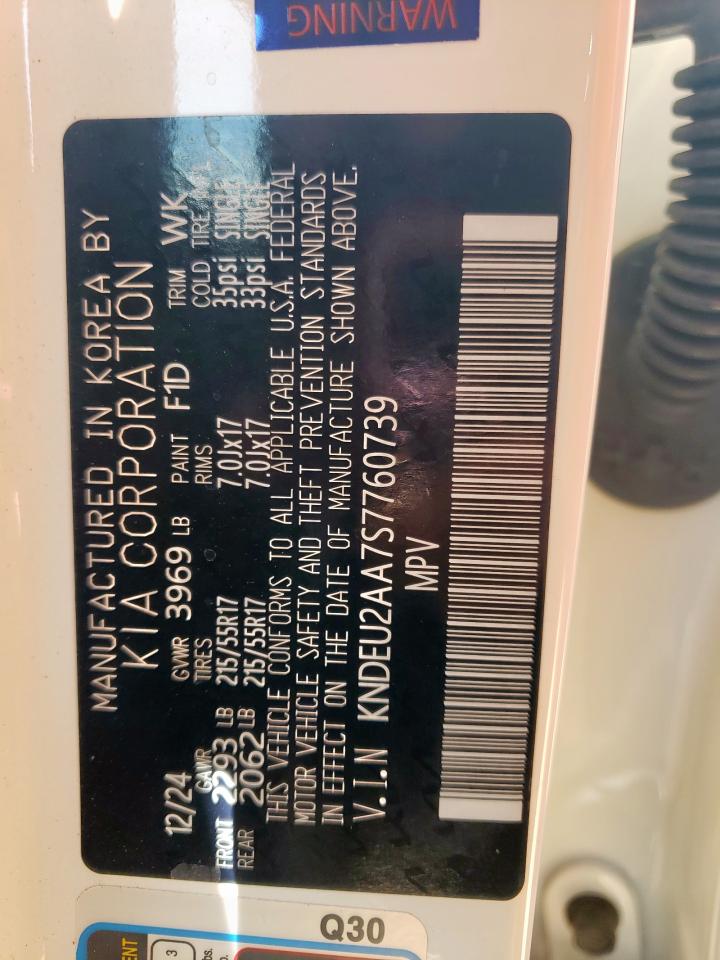 WARNING
MANUFACTURED IN KOREA BY
KIA CORPORATION
12/24 GVWR 3969 LB PAINT F1D TRIM WK
GAWR TIRES RIMS COLD TIRE
FRONT 2293 LB 215/55R17 7.0Jx17 35psi SINGLE
REAR 2062 LB 215/55R17 7.0Jx17 33psi SINGLE
THIS VEHICLE CONFORMS TO ALL APPLICABLE U.S.A. FEDERAL
MOTOR VEHICLE SAFETY AND THEFT PREVENTION STANDARDS
IN EFFECT ON THE DATE OF MANUFACTURE SHOWN ABOVE.
V.I.N KNDEU2AA7S7760739
MPV
Q30
ENT
3
bs.